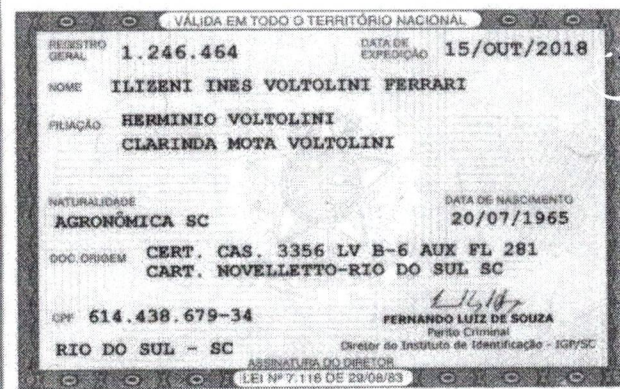 VÁLIDA EM TODO O TERRITÓRIO NACIONAL
REGISTRO GERAL 1.246.464 DATA DE EXPEDIÇÃO 15/OUT/2018
NOME ILIZENI INES VOLTOLINI FERRARI
FILIAÇÃO HERMINIO VOLTOLINI
CLARINDA MOTA VOLTOLINI
NATURALIDADE DATA DE NASCIMENTO
AGRONÔMICA SC 20/07/1965
DOC. ORIGEM CERT. CAS. 3356 LV B-6 AUX FL 281
CART. NOVELLETTO-RIO DO SUL SC
CPF 614.438.679-34
FERNANDO LUIZ DE SOUZA
Perito Criminal
RIO DO SUL - SC Diretor do Instituto de Identificação - IGP/SC
ASSINATURA DO DIRETOR
LEI Nº 7.116 DE 29/08/83